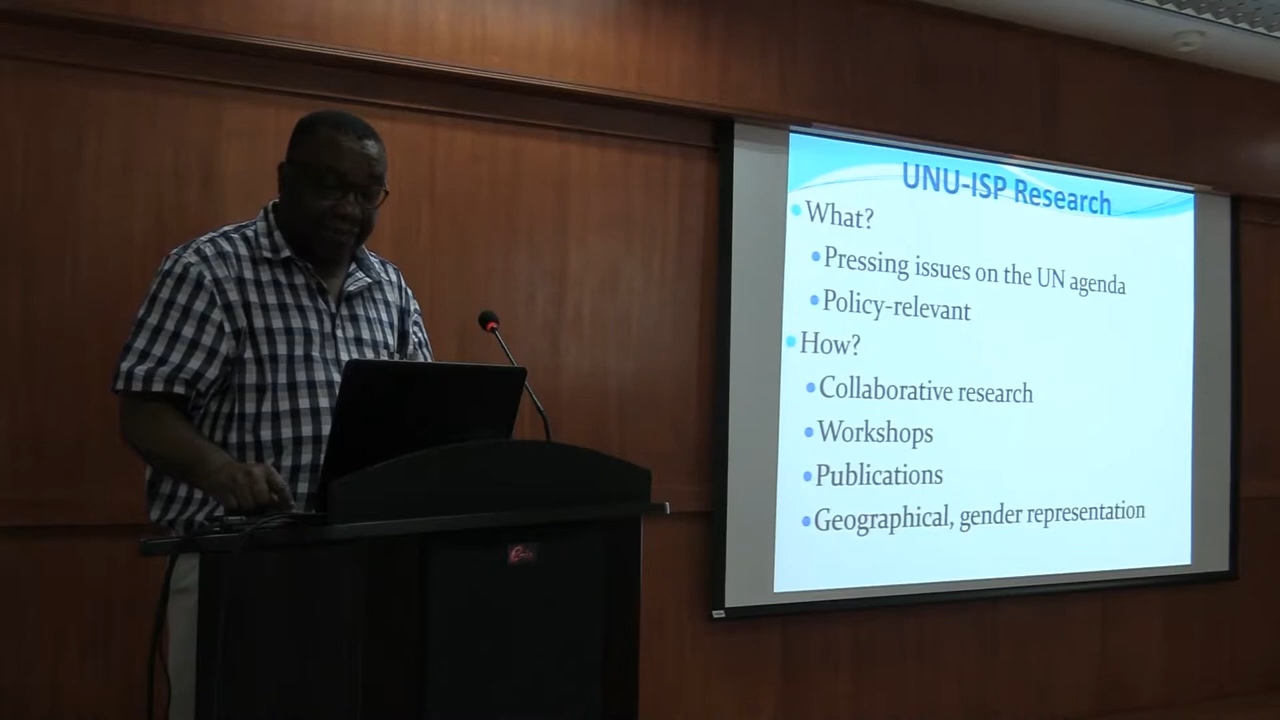 UNU-ISP Research
What?
Pressing issues on the UN agenda
Policy-relevant
How?
Collaborative research
Workshops
Publications
Geographical, gender representation